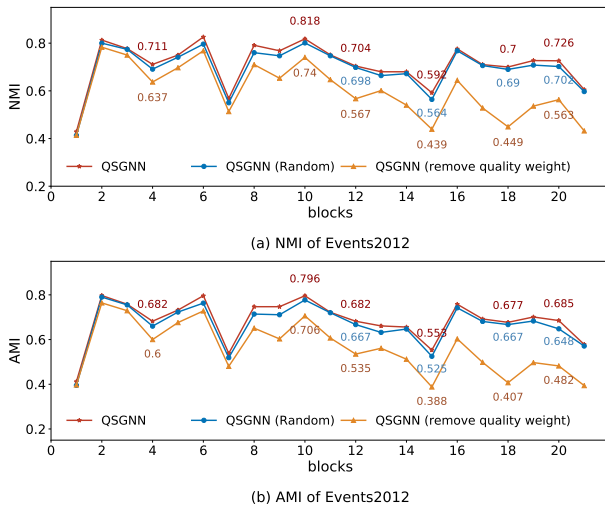 0.818
0.711
0.704
0.592
0.7
0.726
0.8
0.74
0.698
0.69
0.702
0.6
0.637
0.567
0.564
0.563
NMI
0.4
0.439
0.449
QSGNN
QSGNN (Random)
QSGNN (remove quality weight)
0.2
0 2 4 6 8 10 12 14 16 18 20
blocks
(a) NMI of Events2012
0.796
0.682
0.682
0.553
0.677
0.685
0.8
0.706
0.667
0.667
0.648
0.6
0.6
0.535
0.525
0.482
AMI
0.4
0.388
0.407
QSGNN
QSGNN (Random)
QSGNN (remove quality weight)
0.2
0 2 4 6 8 10 12 14 16 18 20
blocks
(b) AMI of Events2012